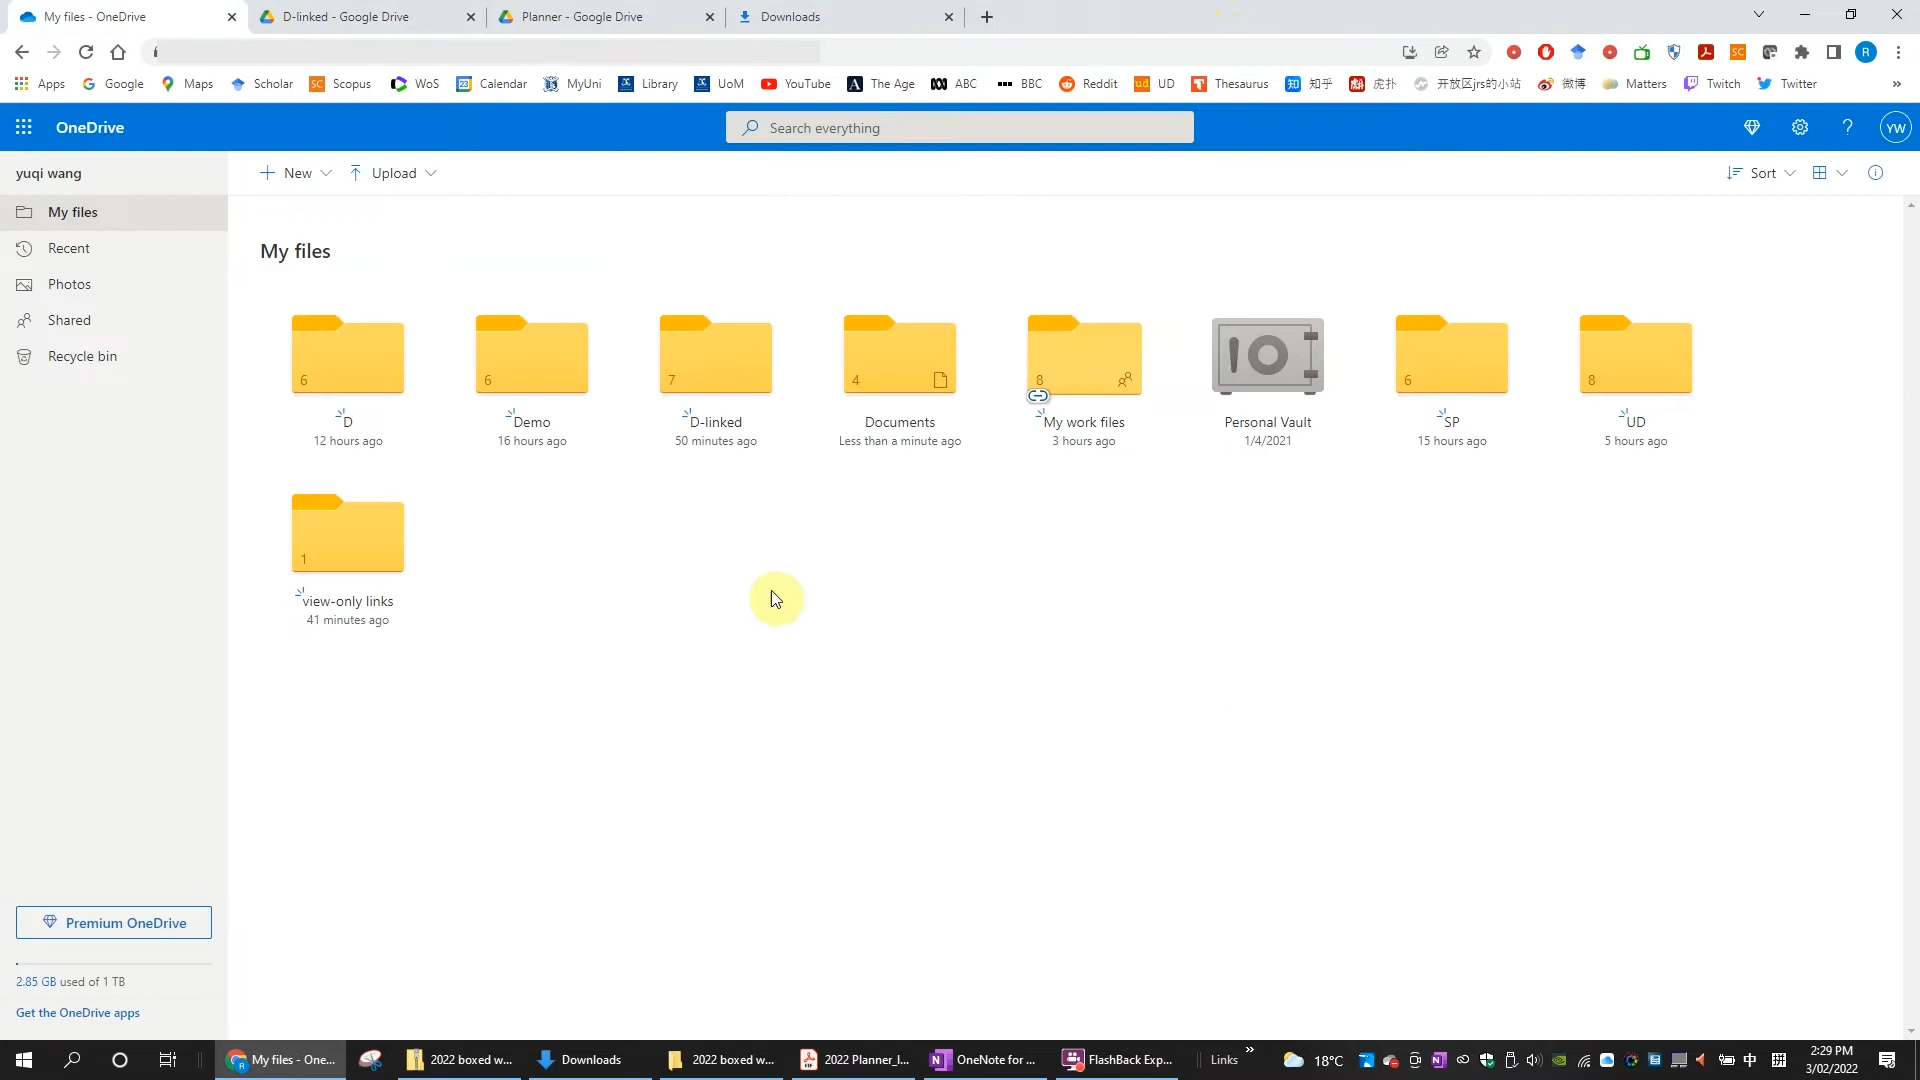 My files - OneDrive
D-linked - Google Drive
Planner - Google Drive
Downloads
Apps Google Maps Scholar SC Scopus WoS 23 Calendar MyUni Library UoM YouTube A The Age ABC BBC Reddit ud UD T Thesaurus 知 知乎 虎扑 开放区jrs的小站 微博 Matters Twitch Twitter »
OneDrive
Search everything
YW
yuqi wang
New
Upload
Sort
My files
Recent
Photos
Shared
Recycle bin
My files
6
6
7
4
8
6
8
D
Demo
D-linked
Documents
My work files
Personal Vault
SP
UD
12 hours ago
16 hours ago
50 minutes ago
Less than a minute ago
3 hours ago
1/4/2021
15 hours ago
5 hours ago
1
view-only links
41 minutes ago
Premium OneDrive
2.85 GB used of 1 TB
Get the OneDrive apps
My files - One...
2022 boxed w...
Downloads
2022 boxed w...
2022 Planner_I...
OneNote for ...
FlashBack Exp...
Links
18°C
中
2:29 PM
3/02/2022